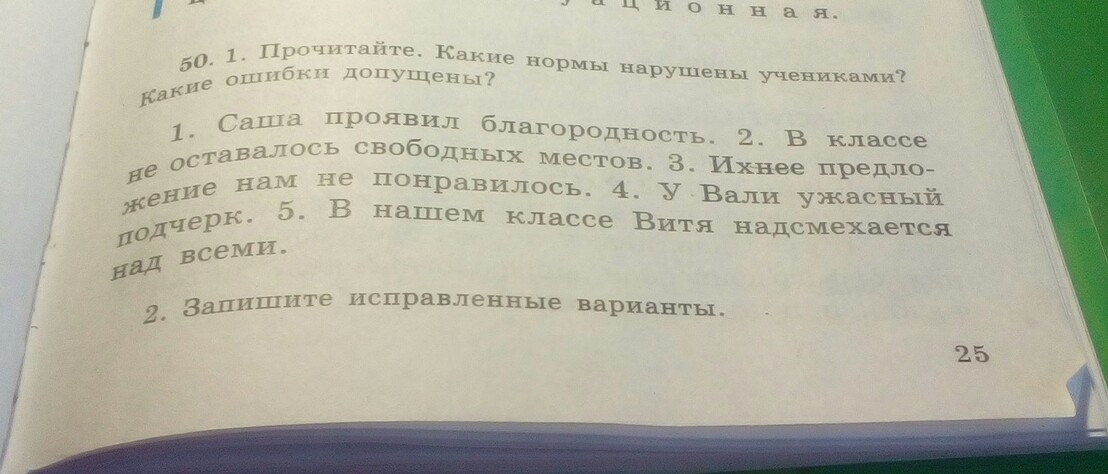 ационная.
50. 1. Прочитайте. Какие нормы нарушены учениками?
Какие ошибки допущены?
1. Саша проявил благородность. 2. В классе
не оставалось свободных местов. 3. Ихнее предло-
жение нам не понравилось. 4. У Вали ужасный
подчерк. 5. В нашем классе Витя надсмехается
над всеми.
2. Запишите исправленные варианты.
25